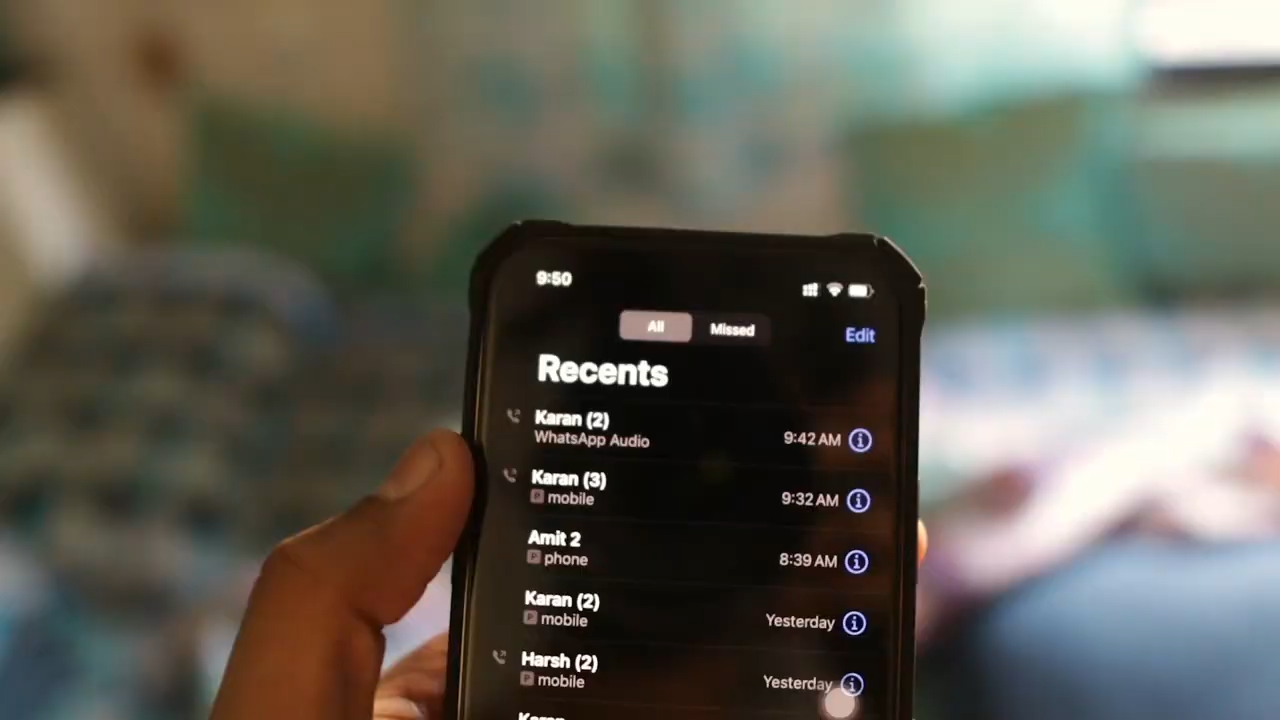 9:50
All Missed
Edit
Recents
Karan (2)
WhatsApp Audio 9:42 AM
Karan (3)
P mobile 9:32 AM
Amit 2
P phone 8:39 AM
Karan (2)
P mobile Yesterday
Harsh (2)
P mobile Yesterday